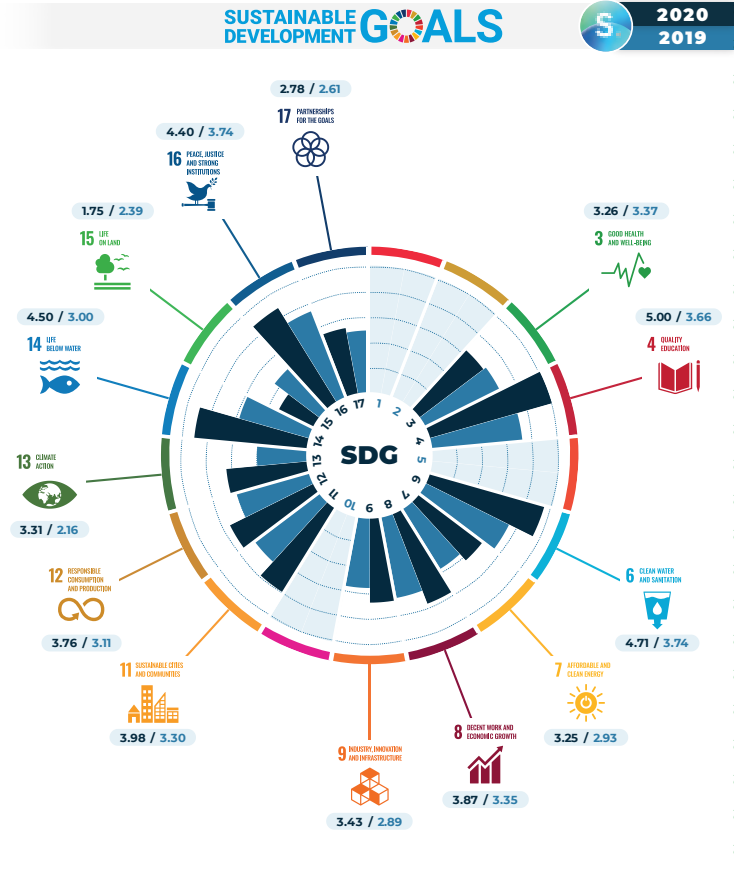 SUSTAINABLE
DEVELOPMENT
GOALS
S.
2020
2019
2.78 / 2.61
17 PARTNERSHIPS
FOR THE GOALS
4.40 / 3.74
16 PEACE, JUSTICE
AND STRONG
INSTITUTIONS
1.75 / 2.39
15 LIFE
ON LAND
3.26 / 3.37
3 GOOD HEALTH
AND WELL-BEING
4.50 / 3.00
14 LIFE
BELOW WATER
5.00 / 3.66
4 QUALITY
EDUCATION
SDG
1
2
3
4
5
6
7
8
9
10
11
12
13
14
15
16
17
13 CLIMATE
ACTION
3.31 / 2.16
12 RESPONSIBLE
CONSUMPTION
AND PRODUCTION
3.76 / 3.11
6 CLEAN WATER
AND SANITATION
4.71 / 3.74
11 SUSTAINABLE CITIES
AND COMMUNITIES
3.98 / 3.30
7 AFFORDABLE AND
CLEAN ENERGY
3.25 / 2.93
8 DECENT WORK AND
ECONOMIC GROWTH
3.87 / 3.35
9 INDUSTRY, INNOVATION
AND INFRASTRUCTURE
3.43 / 2.89